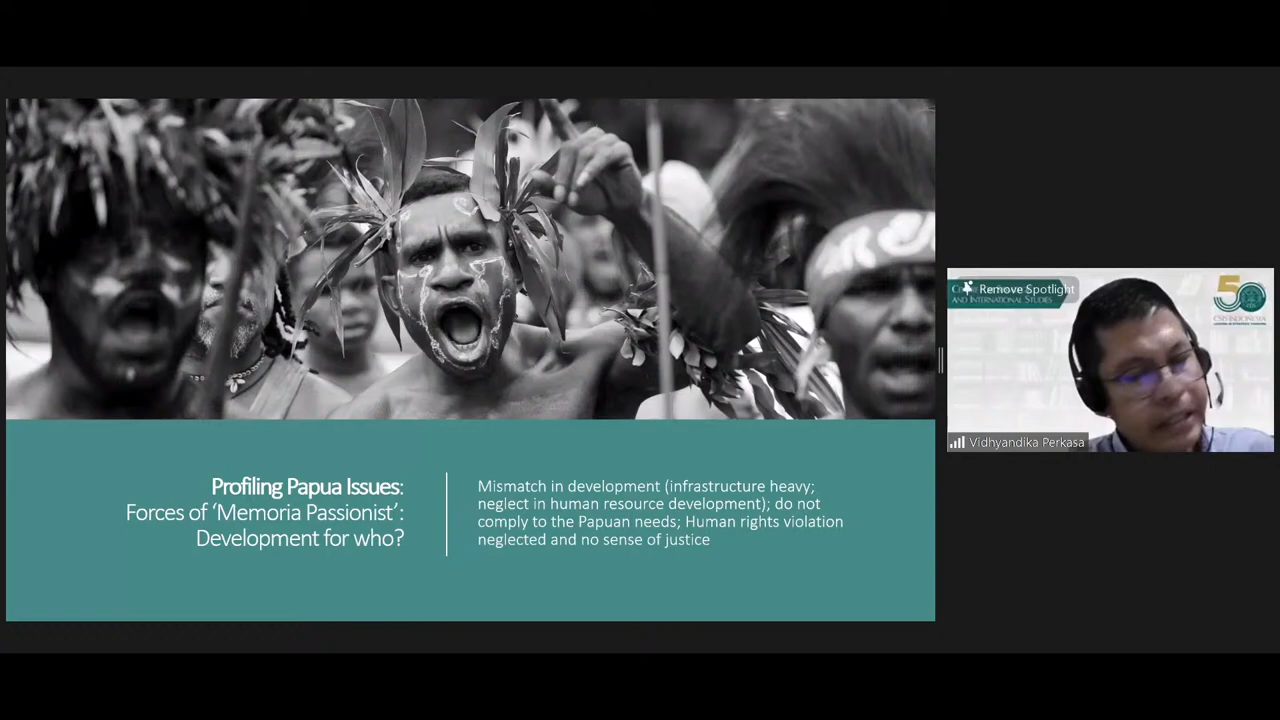 Profiling Papua Issues:
Forces of ‘Memoria Passionist’:
Development for who?
Mismatch in development (infrastructure heavy;
neglect in human resource development); do not
comply to the Papuan needs; Human rights violation
neglected and no sense of justice
Remove Spotlight
AND INTERNATIONAL STUDIES
50
CSIS INDONESIA
Vidhyandika Perkasa